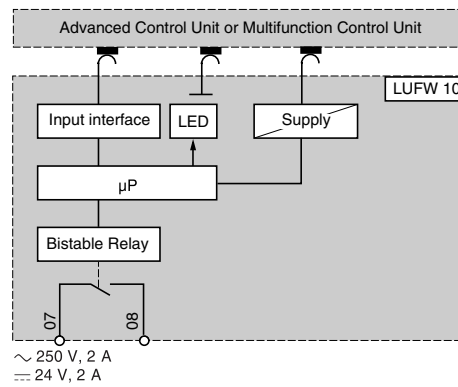 Advanced Control Unit or Multifunction Control Unit
LUFW 10
Input interface
LED
Supply
µP
Bistable Relay
07
08
250 V, 2 A
24 V, 2 A